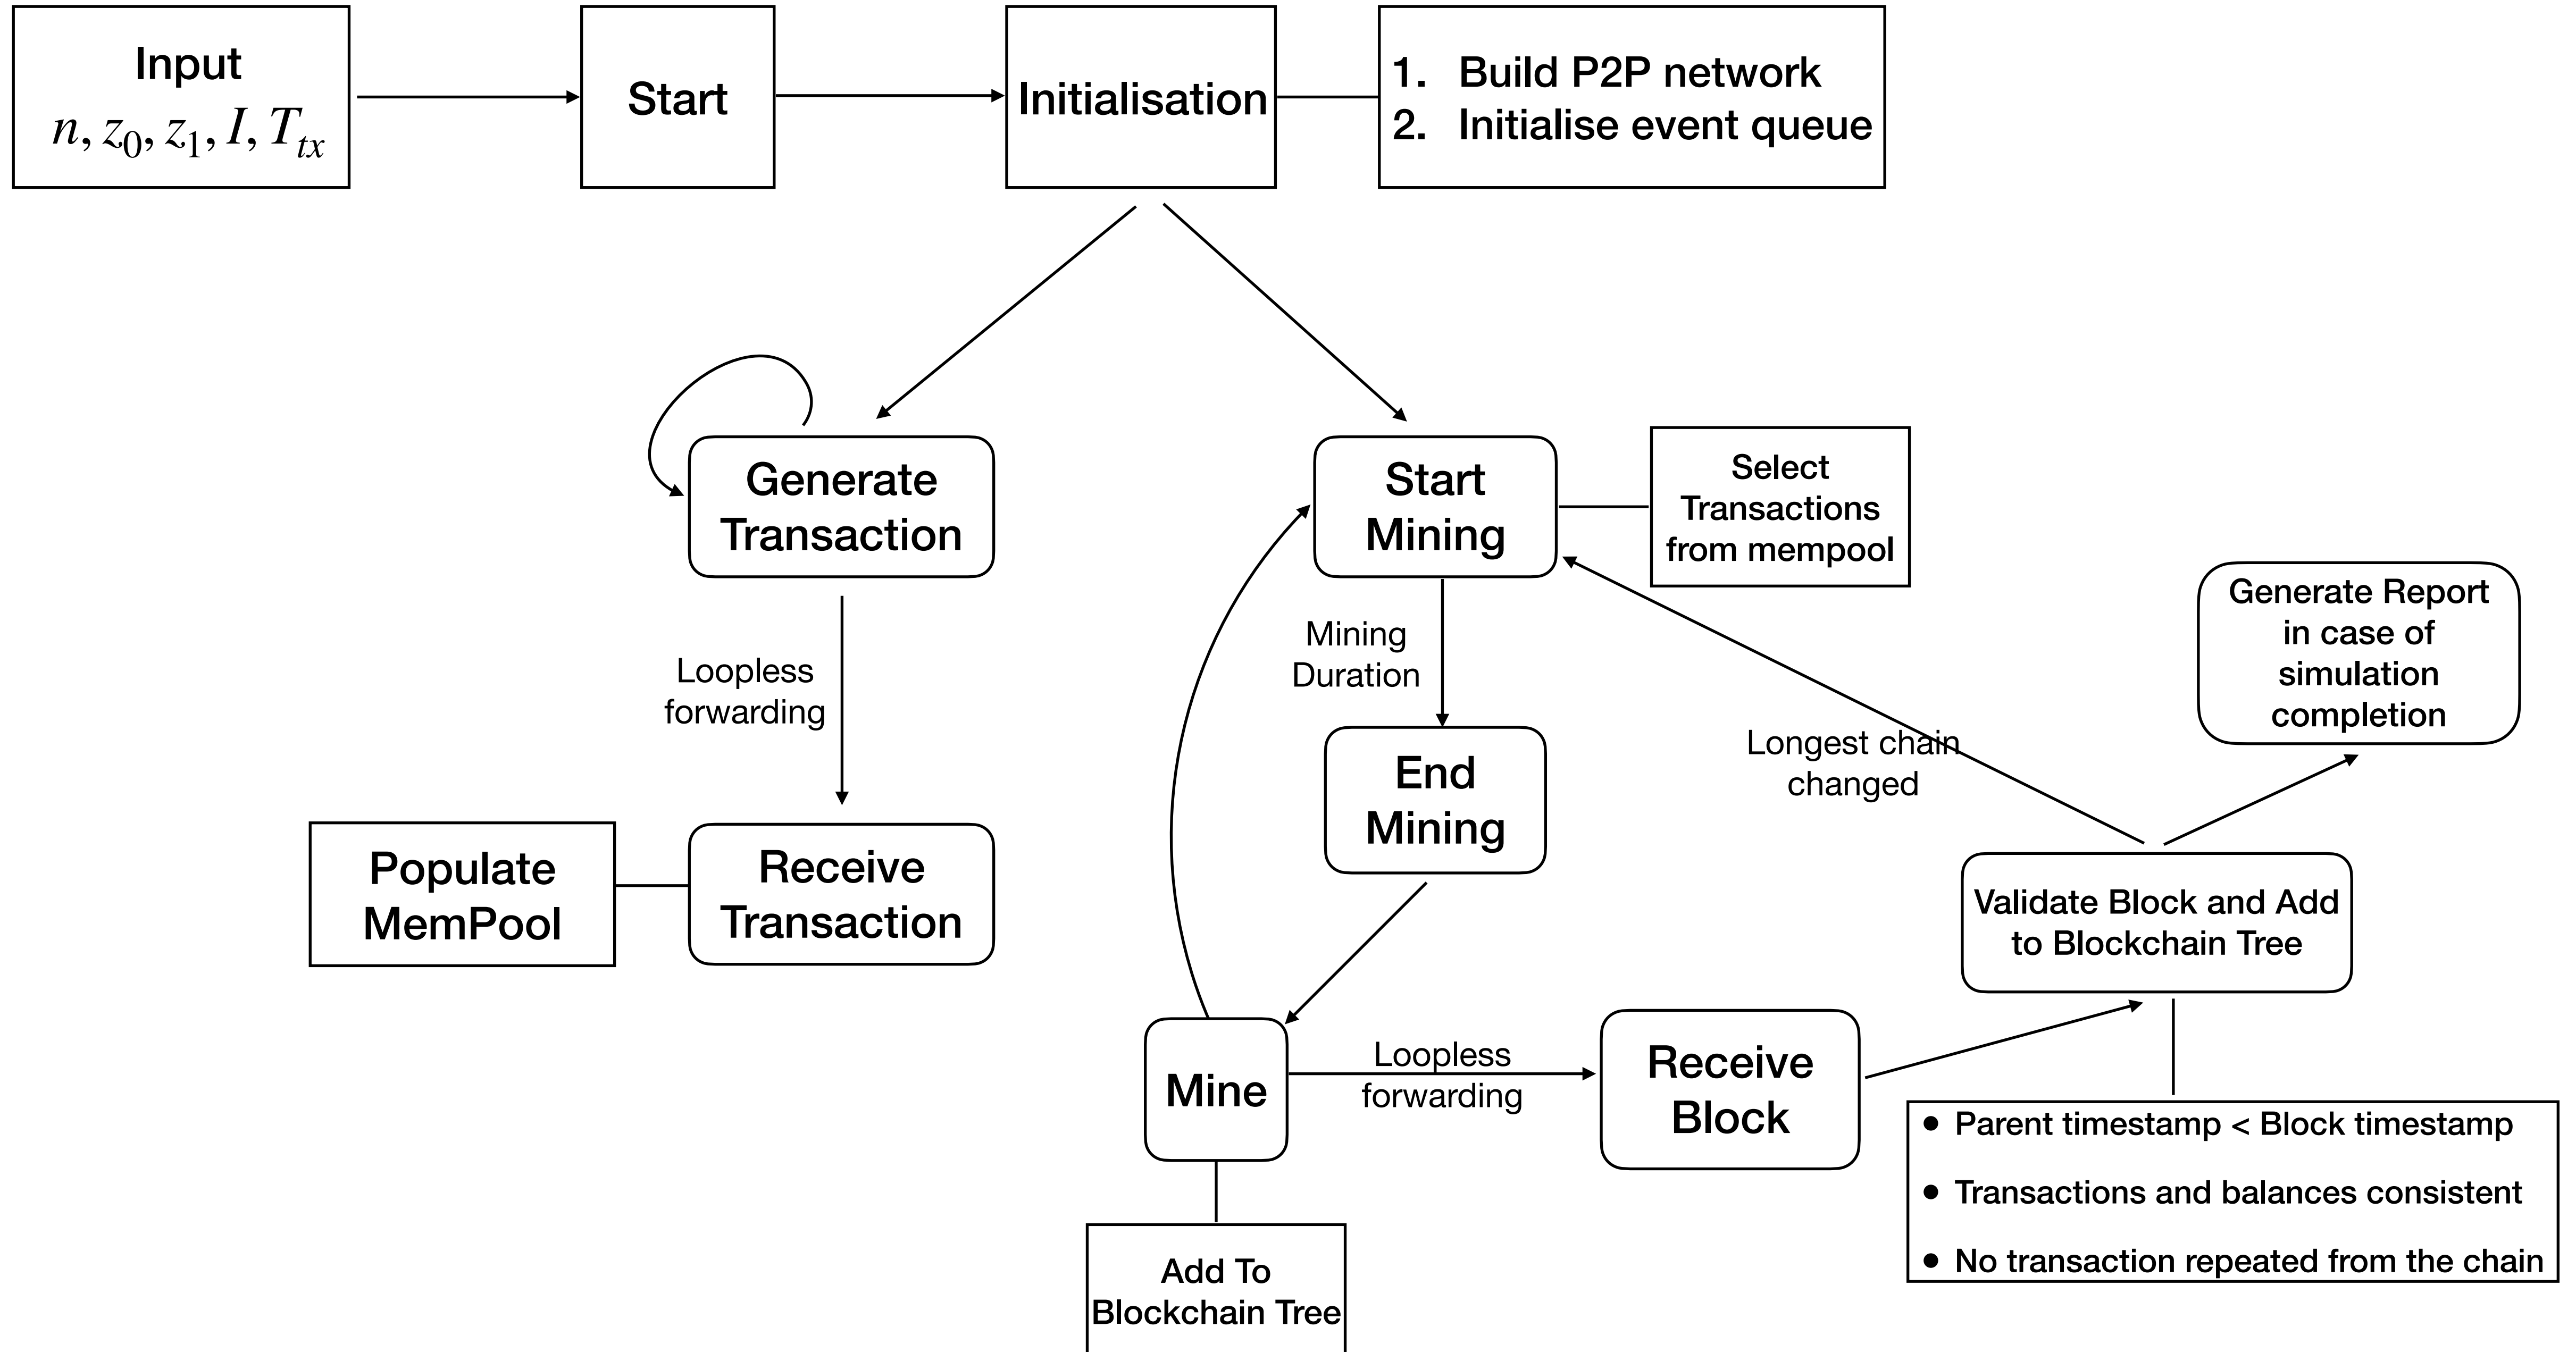 Input
n, z₀, z₁, I, Tₜₓ
Start
Initialisation
1. Build P2P network
2. Initialise event queue
Generate
Transaction
Start
Mining
Select
Transactions
from mempool
Generate Report
in case of
simulation
completion
Mining
Duration
Loopless
forwarding
Longest chain
changed
End
Mining
Populate
MemPool
Receive
Transaction
Validate Block and Add
to Blockchain Tree
Mine
Loopless
forwarding
Receive
Block
• Parent timestamp < Block timestamp
• Transactions and balances consistent
• No transaction repeated from the chain
Add To
Blockchain Tree